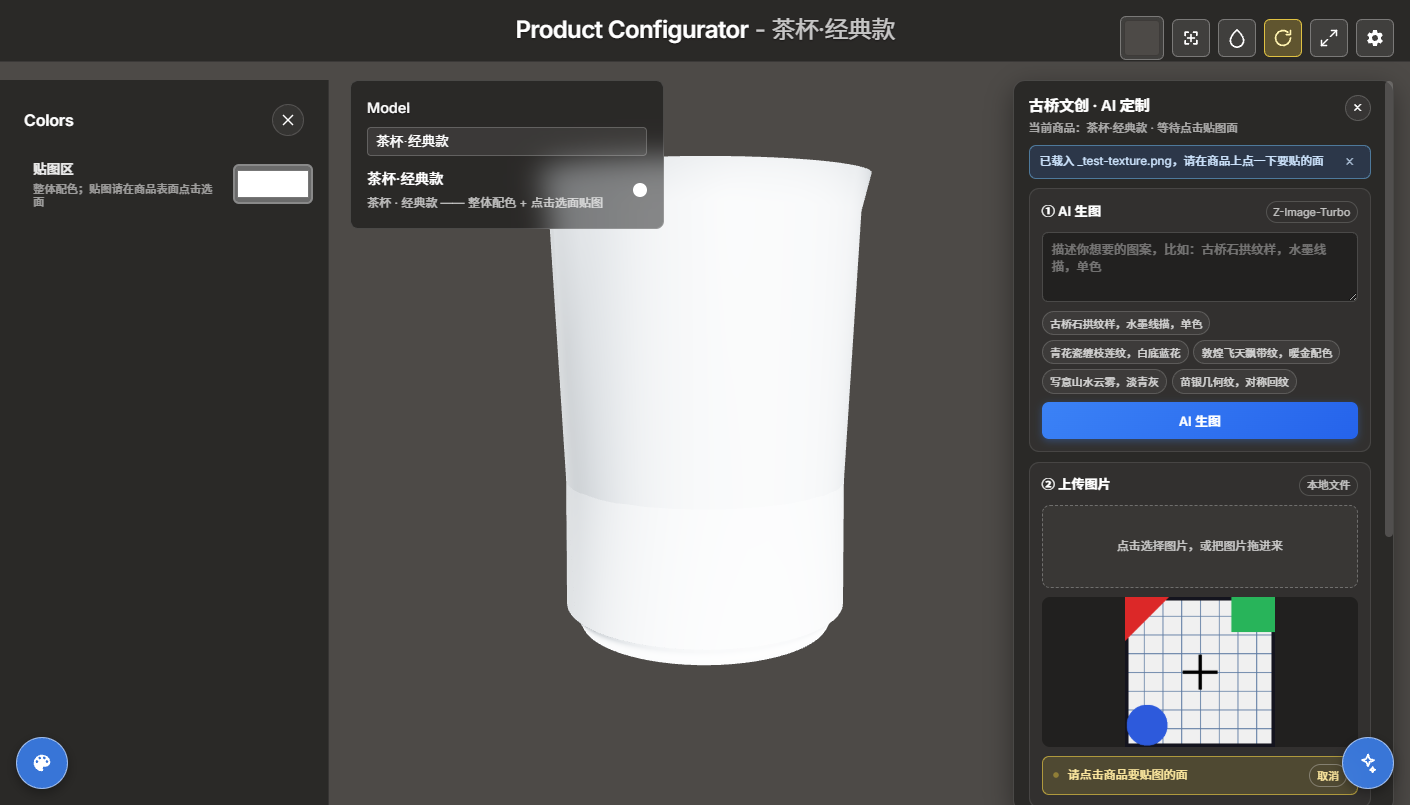 Product Configurator - 茶杯·经典款
Colors
贴图区
整体配色；贴图请在商品表面点击选
面
Model
茶杯·经典款
茶杯·经典款
茶杯 · 经典款 —— 整体配色 + 点击选面贴图
古桥文创 · AI 定制
当前商品：茶杯·经典款 · 等待点击贴图面
已载入 _test-texture.png，请在商品上点一下要贴的面
① AI 生图
Z-Image-Turbo
描述你想要的图案，比如：古桥石拱纹样，水墨线
描，单色
古桥石拱纹样，水墨线描，单色
青花瓷缠枝莲纹，白底蓝花
敦煌飞天飘带纹，暖金配色
写意山水云雾，淡青灰
苗银几何纹，对称回纹
AI 生图
② 上传图片
本地文件
点击选择图片，或把图片拖进来
请点击商品要贴图的面
取消